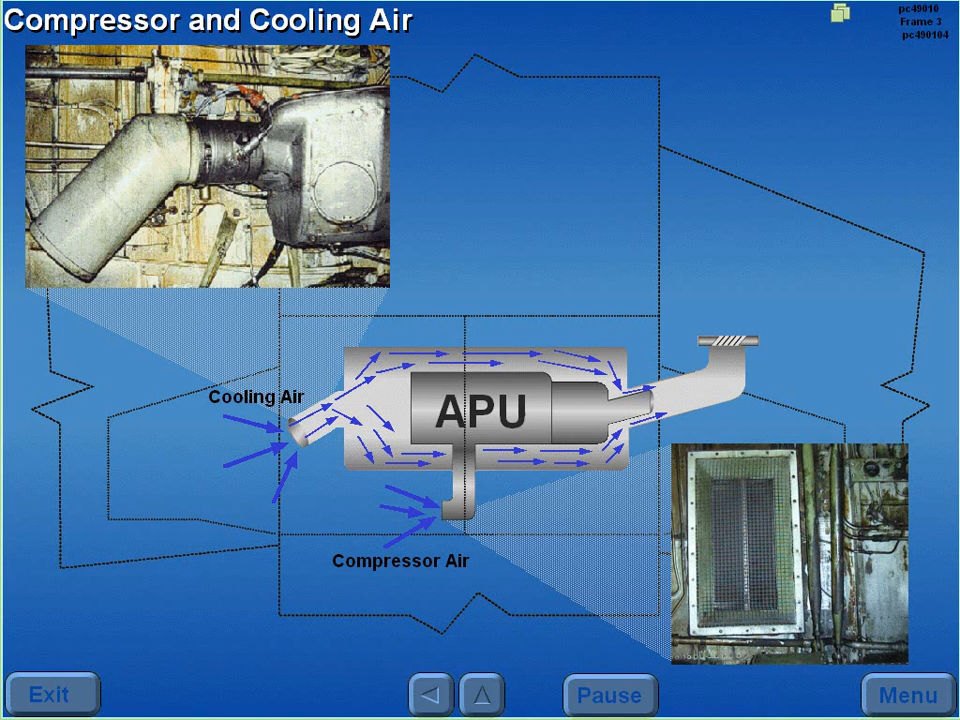 Compressor and Cooling Air
pc49010
Frame 3
pc490104
Cooling Air
APU
Compressor Air
Exit
Pause
Menu